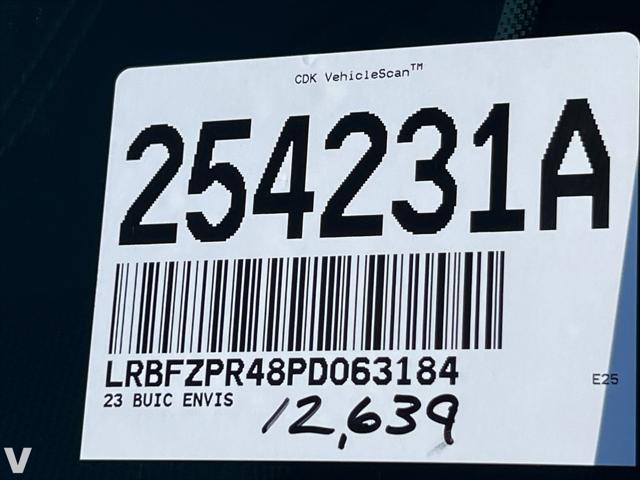 CDK VehicleScan™
254231A
LRBFZPR48PD063184
23 BUIC ENVIS
E25
12,639
V